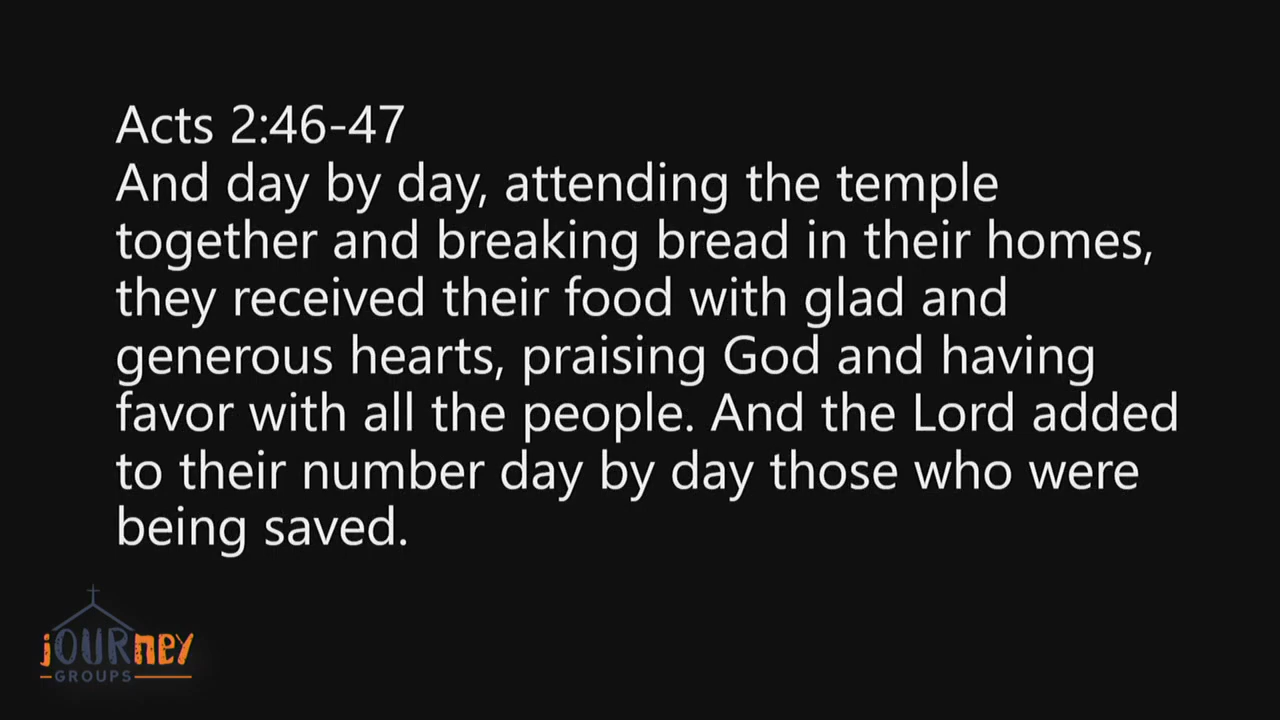 Acts 2:46-47
And day by day, attending the temple
together and breaking bread in their homes,
they received their food with glad and
generous hearts, praising God and having
favor with all the people. And the Lord added
to their number day by day those who were
being saved.
jOURney
GROUPS